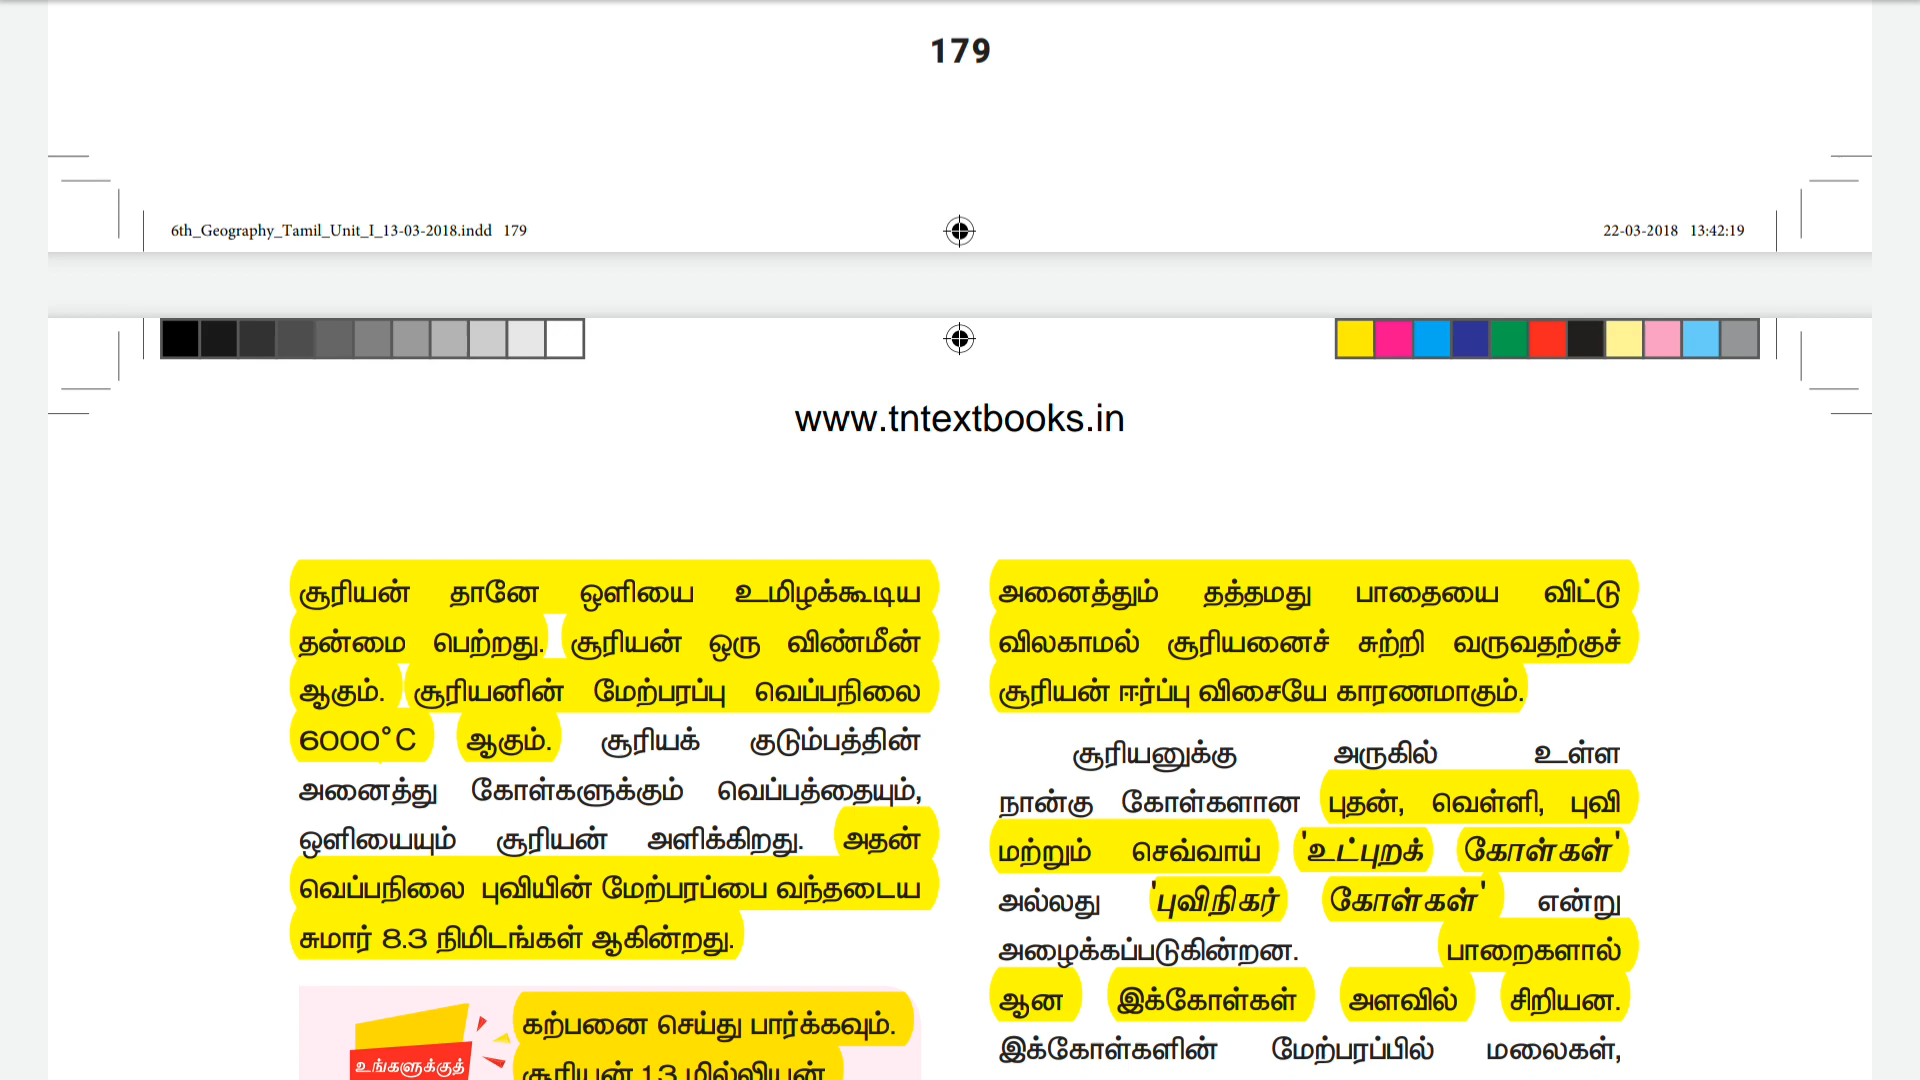 179
6th_Geography_Tamil_Unit_I_13-03-2018.indd 179
22-03-2018 13:42:19
www.tntextbooks.in
சூரியன் தானே ஒளியை உமிழக்கூடிய
தன்மை பெற்றது. சூரியன் ஒரு விண்மீன்
ஆகும். சூரியனின் மேற்பரப்பு வெப்பநிலை
6000°C ஆகும். சூரியக் குடும்பத்தின்
அனைத்து கோள்களுக்கும் வெப்பத்தையும்,
ஒளியையும் சூரியன் அளிக்கிறது. அதன்
வெப்பநிலை புவியின் மேற்பரப்பை வந்தடைய
சுமார் 8.3 நிமிடங்கள் ஆகின்றது.
உங்களுக்குத்
கற்பனை செய்து பார்க்கவும்.
சூரியன் 1.3 மில்லியன்
அனைத்தும் தத்தமது பாதையை விட்டு
விலகாமல் சூரியனைச் சுற்றி வருவதற்குச்
சூரியன் ஈர்ப்பு விசையே காரணமாகும்.
சூரியனுக்கு அருகில் உள்ள
நான்கு கோள்களான புதன், வெள்ளி, புவி
மற்றும் செவ்வாய் 'உட்புறக் கோள்கள்'
அல்லது 'புவிநிகர் கோள்கள்' என்று
அழைக்கப்படுகின்றன. பாறைகளால்
ஆன இக்கோள்கள் அளவில் சிறியன.
இக்கோள்களின் மேற்பரப்பில் மலைகள்,